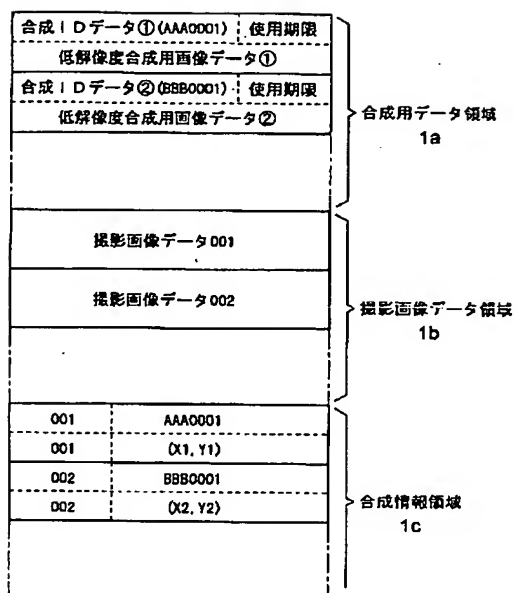 合成IDデータ①(AAA0001) 使用期限
低解像度合成用画像データ①
合成IDデータ②(BBB0001) 使用期限
低解像度合成用画像データ②
合成用データ領域
1a
撮影画像データ001
撮影画像データ002
撮影画像データ領域
1b
001 AAA0001
001 (X1, Y1)
002 BBB0001
002 (X2, Y2)
合成情報領域
1c